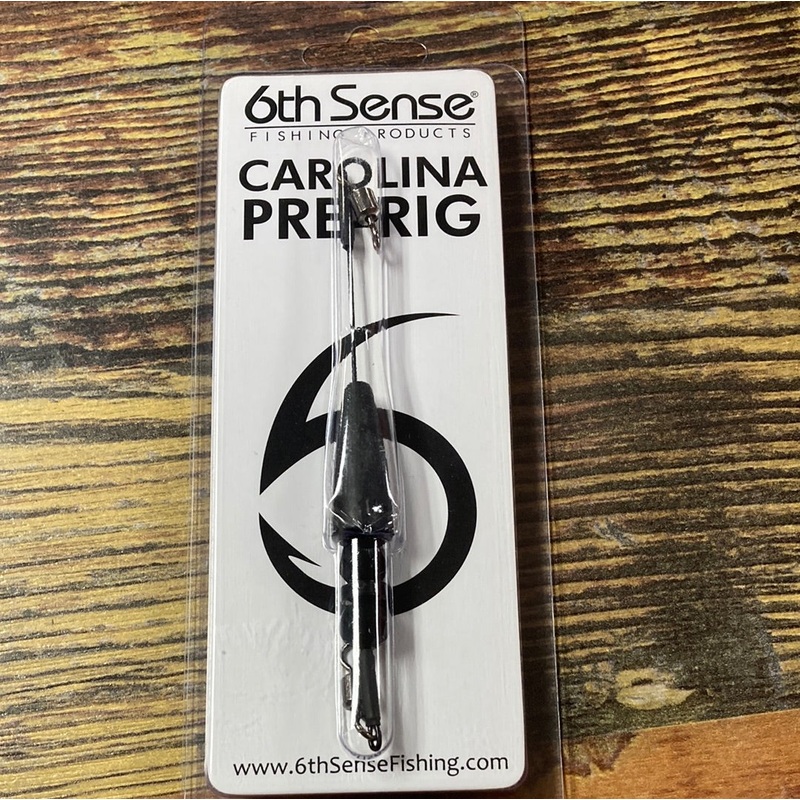 6th Sense®
FISHING PRODUCTS
CAROLINA
PRE-RIG
www.6thSenseFishing.com